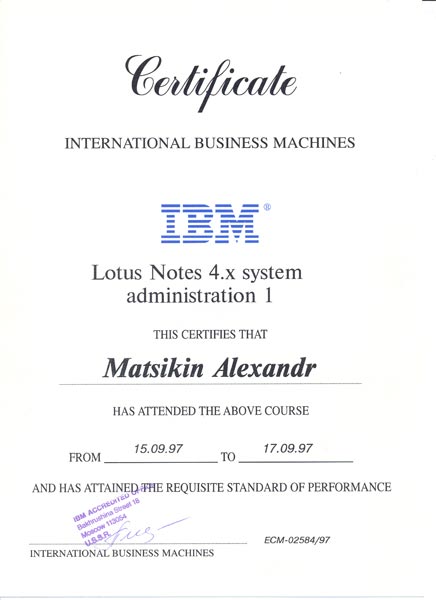 Certificate
INTERNATIONAL BUSINESS MACHINES
IBM®
Lotus Notes 4.x system
administration 1
THIS CERTIFIES THAT
Matsikin Alexandr
HAS ATTENDED THE ABOVE COURSE
FROM 15.09.97 TO 17.09.97
AND HAS ATTAINED THE REQUISITE STANDARD OF PERFORMANCE
IBM ACCREDITED
Bakhrushina Street 18
Moscow 113054
U.S.S.R.
ECM-02584/97
INTERNATIONAL BUSINESS MACHINES